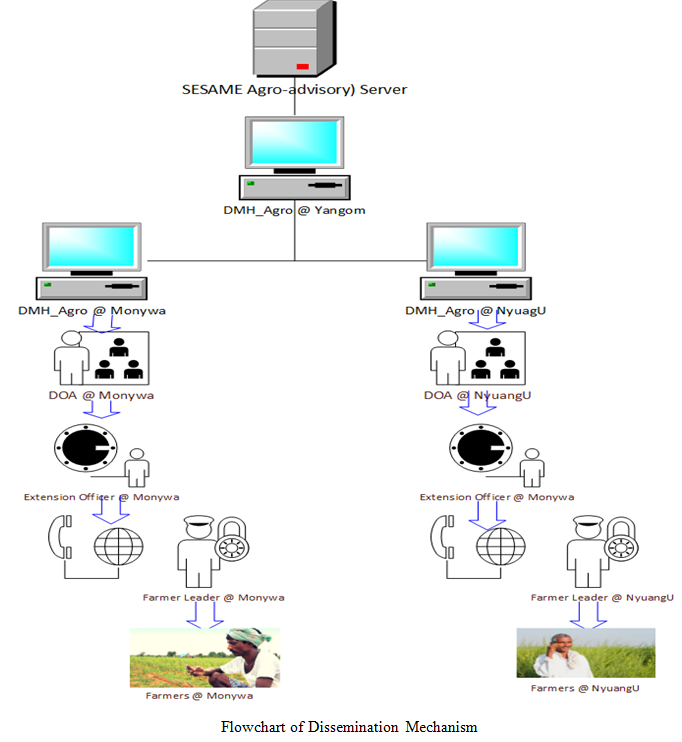 SESAME Agro-advisory) Server
DMH_Agro @ Yangom
DMH_Agro @ Monywa
DMH_Agro @ NyuagU
DOA @ Monywa
DOA @ NyuangU
Extension Officer @ Monywa
Extension Officer @ Monywa
Farmer Leader @ Monywa
Farmer Leader @ NyuangU
Farmers @ Monywa
Farmers @ NyuangU
Flowchart of Dissemination Mechanism